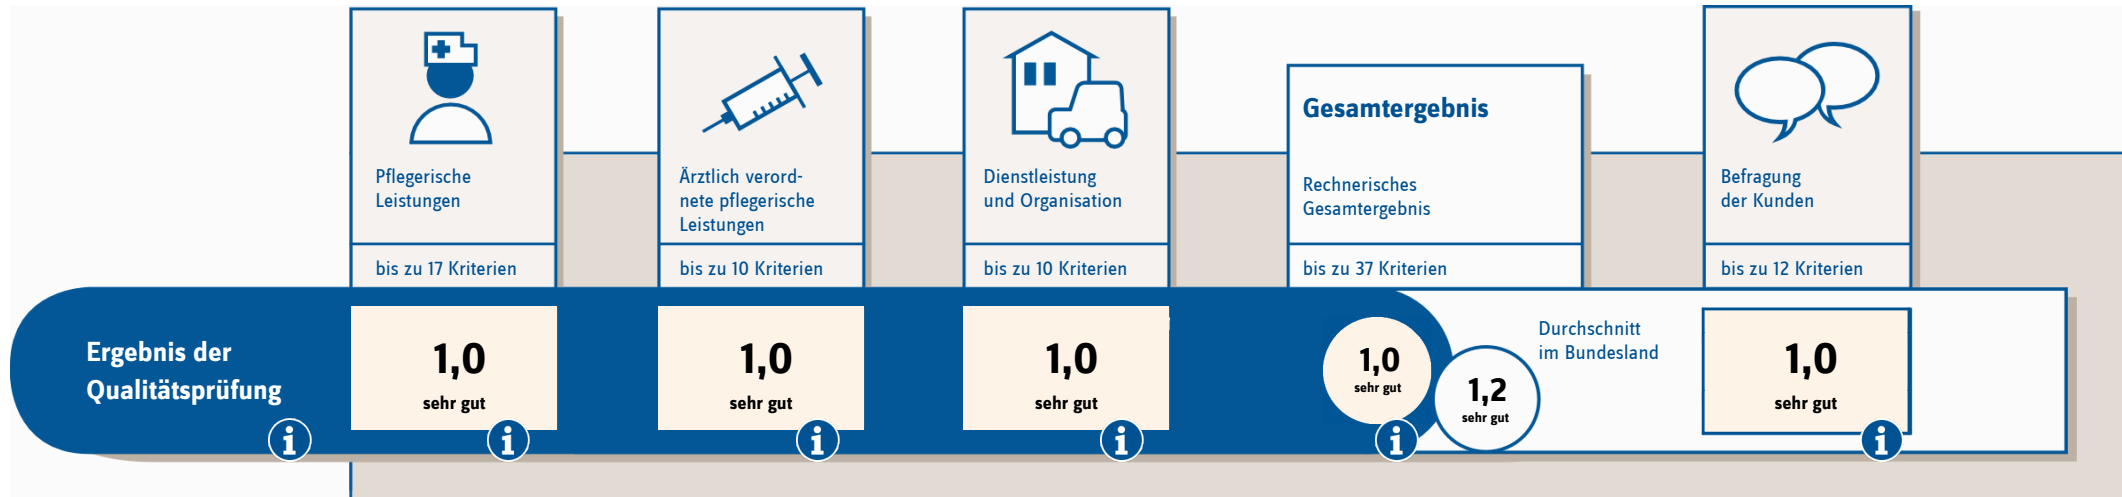 Pflegerische
Leistungen
bis zu 17 Kriterien
Ärztlich verord-
nete pflegerische
Leistungen
bis zu 10 Kriterien
Dienstleistung
und Organisation
bis zu 10 Kriterien
Gesamtergebnis
Rechnerisches
Gesamtergebnis
bis zu 37 Kriterien
Befragung
der Kunden
bis zu 12 Kriterien
Ergebnis der
Qualitätsprüfung
i
1,0
sehr gut
i
1,0
sehr gut
i
1,0
sehr gut
i
1,0
sehr gut
i
1,2
sehr gut
Durchschnitt
im Bundesland
1,0
sehr gut
i